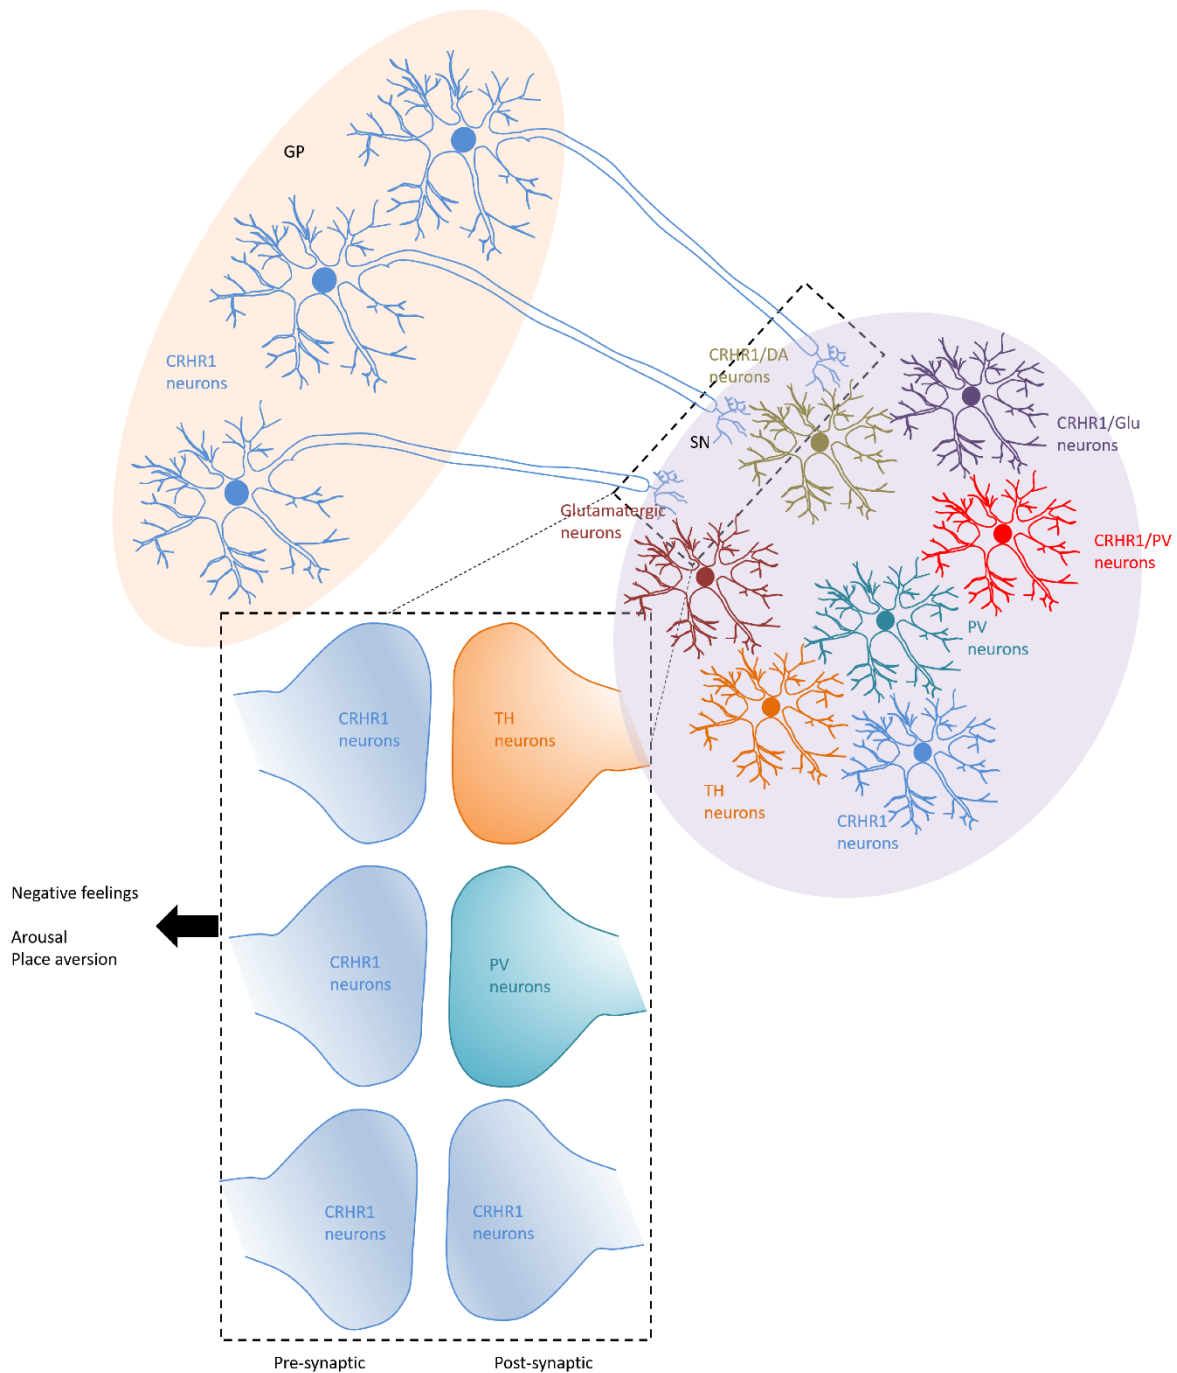 GP
CRHR1
neurons
CRHR1/DA
neurons
SN
CRHR1/Glu
neurons
Glutamatergic
neurons
CRHR1/PV
neurons
PV
neurons
TH
neurons
CRHR1
neurons
CRHR1
neurons
TH
neurons
CRHR1
neurons
PV
neurons
CRHR1
neurons
CRHR1
neurons
Negative feelings
Arousal
Place aversion
Pre-synaptic
Post-synaptic